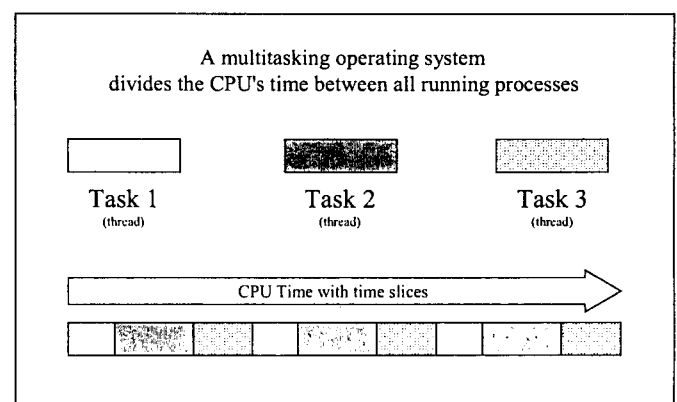 A multitasking operating system
divides the CPU's time between all running processes
Task 1
(thread)
Task 2
(thread)
Task 3
(thread)
CPU Time with time slices